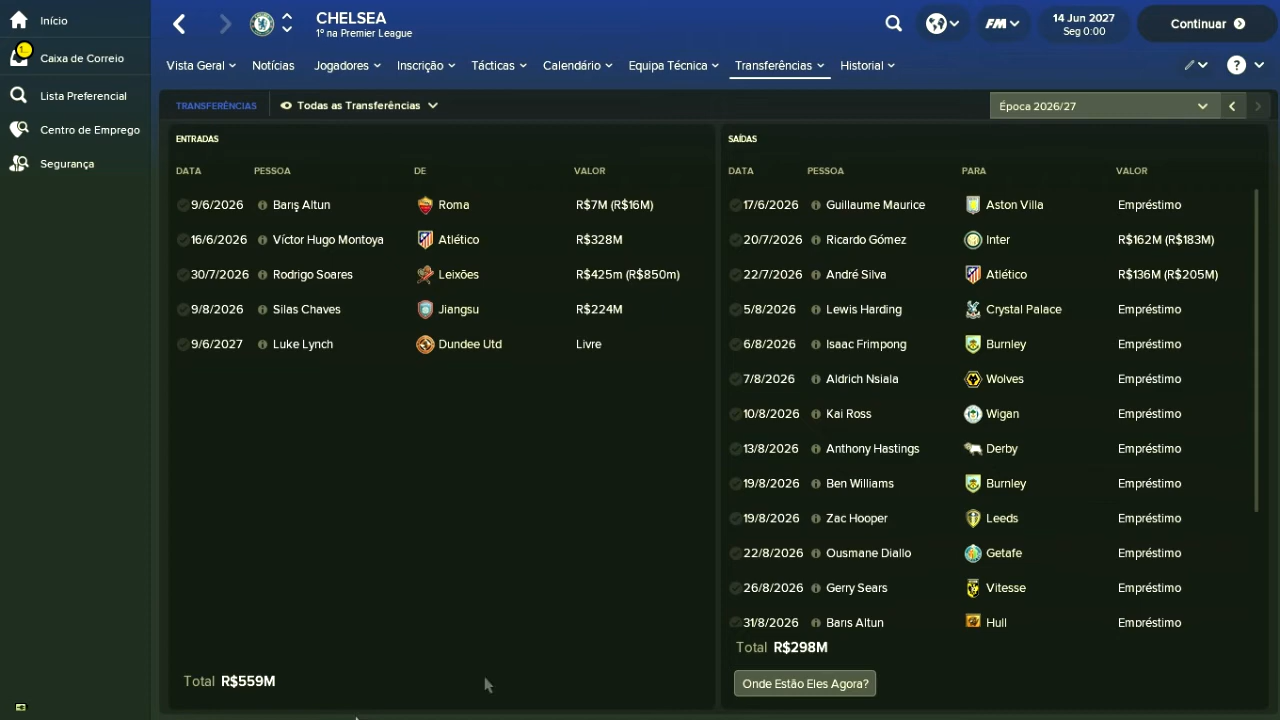 Início
CHELSEA
1º na Premier League
FM
14 Jun 2027
Seg 0:00
Continuar
1...
Caixa de Correio
Vista Geral
Notícias
Jogadores
Inscrição
Tácticas
Calendário
Equipa Técnica
Transferências
Historial
?
Lista Preferencial
Centro de Emprego
Segurança
TRANSFERÊNCIAS
Todas as Transferências
Época 2026/27
ENTRADAS
DATA PESSOA DE VALOR
9/6/2026 Barış Altun Roma R$7M (R$16M)
16/6/2026 Víctor Hugo Montoya Atlético R$328M
30/7/2026 Rodrigo Soares Leixões R$425m (R$850m)
9/8/2026 Silas Chaves Jiangsu R$224M
9/6/2027 Luke Lynch Dundee Utd Livre
Total R$559M
SAÍDAS
DATA PESSOA PARA VALOR
17/6/2026 Guillaume Maurice Aston Villa Empréstimo
20/7/2026 Ricardo Gómez Inter R$162M (R$183M)
22/7/2026 André Silva Atlético R$136M (R$205M)
5/8/2026 Lewis Harding Crystal Palace Empréstimo
6/8/2026 Isaac Frimpong Burnley Empréstimo
7/8/2026 Aldrich Nsiala Wolves Empréstimo
10/8/2026 Kai Ross Wigan Empréstimo
13/8/2026 Anthony Hastings Derby Empréstimo
19/8/2026 Ben Williams Burnley Empréstimo
19/8/2026 Zac Hooper Leeds Empréstimo
22/8/2026 Ousmane Diallo Getafe Empréstimo
26/8/2026 Gerry Sears Vitesse Empréstimo
31/8/2026 Barış Altun Hull Empréstimo
Total R$298M
Onde Estão Eles Agora?